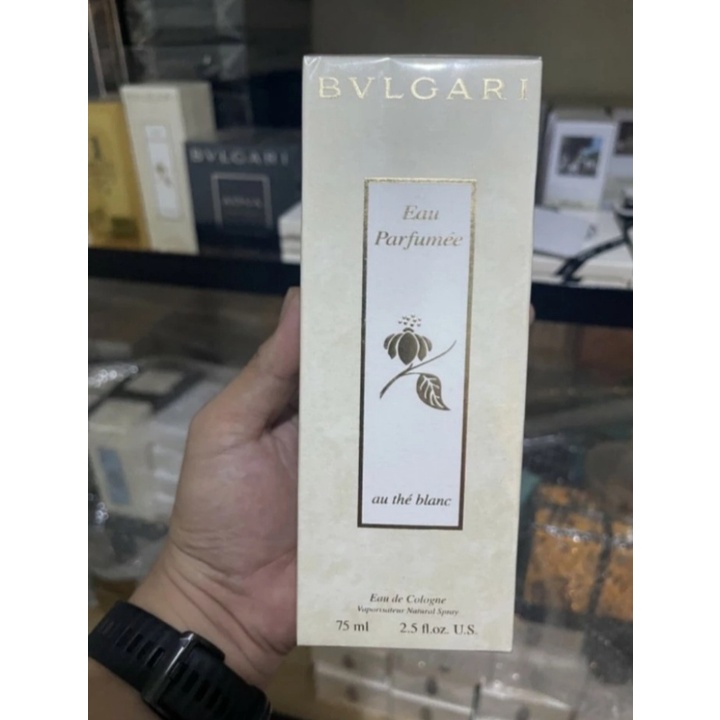 BVLGARI
Eau
Parfumée
au thé blanc
Eau de Cologne
Vaporisateur Natural Spray
75 ml 2.5 fl.oz. U.S.
BVLGARI